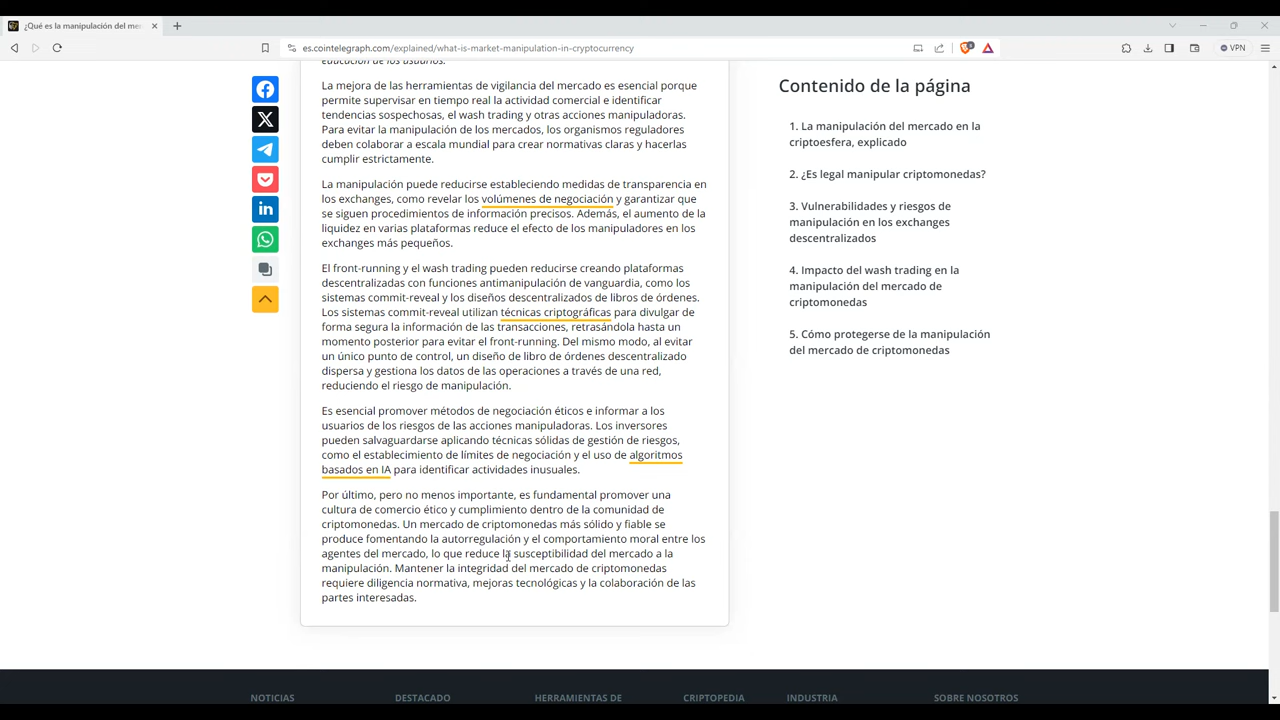 ¿Qué es la manipulación del me
es.cointelegraph.com/explained/what-is-market-manipulation-in-cryptocurrency
VPN
educación de los usuarios.
La mejora de las herramientas de vigilancia del mercado es esencial porque
permite supervisar en tiempo real la actividad comercial e identificar
tendencias sospechosas, el wash trading y otras acciones manipuladoras.
Para evitar la manipulación de los mercados, los organismos reguladores
deben colaborar a escala mundial para crear normativas claras y hacerlas
cumplir estrictamente.
La manipulación puede reducirse estableciendo medidas de transparencia en
los exchanges, como revelar los volúmenes de negociación y garantizar que
se siguen procedimientos de información precisos. Además, el aumento de la
liquidez en varias plataformas reduce el efecto de los manipuladores en los
exchanges más pequeños.
El front-running y el wash trading pueden reducirse creando plataformas
descentralizadas con funciones antimanipulación de vanguardia, como los
sistemas commit-reveal y los diseños descentralizados de libros de órdenes.
Los sistemas commit-reveal utilizan técnicas criptográficas para divulgar de
forma segura la información de las transacciones, retrasándola hasta un
momento posterior para evitar el front-running. Del mismo modo, al evitar
un único punto de control, un diseño de libro de órdenes descentralizado
dispersa y gestiona los datos de las operaciones a través de una red,
reduciendo el riesgo de manipulación.
Es esencial promover métodos de negociación éticos e informar a los
usuarios de los riesgos de las acciones manipuladoras. Los inversores
pueden salvaguardarse aplicando técnicas sólidas de gestión de riesgos,
como el establecimiento de límites de negociación y el uso de algoritmos
basados en IA para identificar actividades inusuales.
Por último, pero no menos importante, es fundamental promover una
cultura de comercio ético y cumplimiento dentro de la comunidad de
criptomonedas. Un mercado de criptomonedas más sólido y fiable se
produce fomentando la autorregulación y el comportamiento moral entre los
agentes del mercado, lo que reduce la susceptibilidad del mercado a la
manipulación. Mantener la integridad del mercado de criptomonedas
requiere diligencia normativa, mejoras tecnológicas y la colaboración de las
partes interesadas.
Contenido de la página
1. La manipulación del mercado en la
criptoesfera, explicado
2. ¿Es legal manipular criptomonedas?
3. Vulnerabilidades y riesgos de
manipulación en los exchanges
descentralizados
4. Impacto del wash trading en la
manipulación del mercado de
criptomonedas
5. Cómo protegerse de la manipulación
del mercado de criptomonedas
NOTICIAS
DESTACADO
HERRAMIENTAS DE
CRIPTOPEDIA
INDUSTRIA
SOBRE NOSOTROS